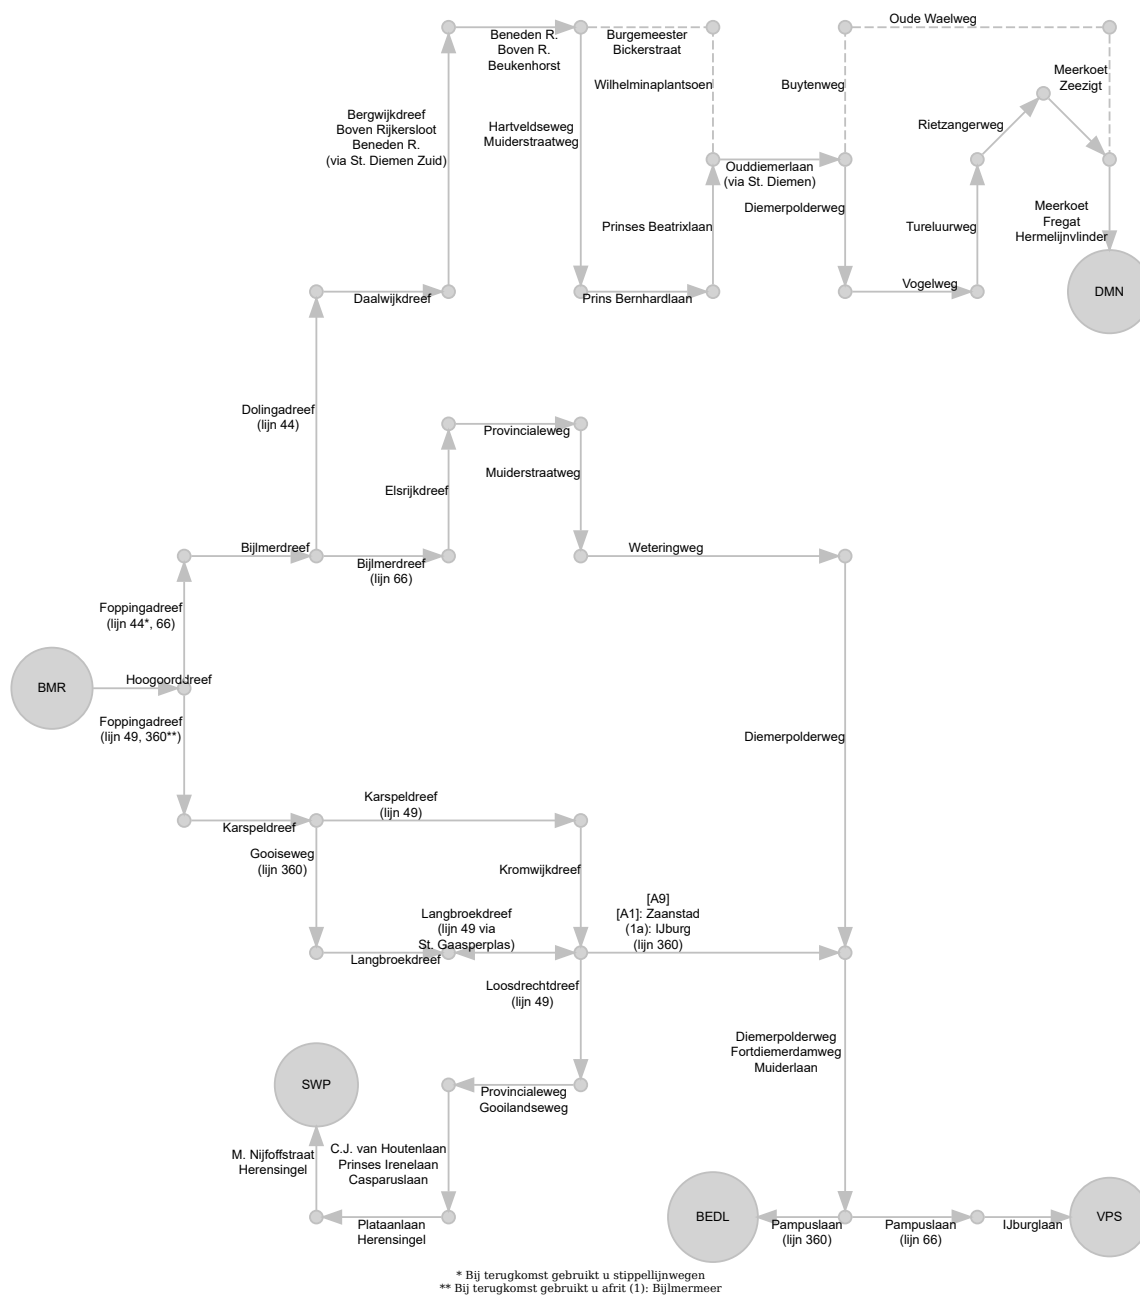 Oude Waelweg
Beneden R.
Boven R.
Beukenhorst
Burgemeester
Bickerstraat
Wilhelminaplantsoen
Buytenweg
Meerkoet
Zeezigt
Bergwijkdreef
Boven Rijkersloot
Beneden R.
(via St. Diemen Zuid)
Hartveldseweg
Muiderstraatweg
Rietzangerweg
Ouddiemerlaan
(via St. Diemen)
Diemerpolderweg
Prinses Beatrixlaan
Tureluurweg
Meerkoet
Fregat
Hermelijnvlinder
Daalwijkdreef
Prins Bernhardlaan
Vogelweg
DMN
Dolingadreef
(lijn 44)
Provincialeweg
Elsrijkdreef
Muiderstraatweg
Bijlmerdreef
Bijlmerdreef
(lijn 66)
Weteringweg
Foppingadreef
(lijn 44*, 66)
BMR
Hoogoorddreef
Foppingadreef
(lijn 49, 360**)
Diemerpolderweg
Karspeldreef
Karspeldreef
(lijn 49)
Gooiseweg
(lijn 360)
Kromwijkdreef
Langbroekdreef
(lijn 49 via
St. Gaasperplas)
[A9]
[A1]: Zaanstad
(1a): IJburg
(lijn 360)
Langbroekdreef
Loosdrechtdreef
(lijn 49)
Diemerpolderweg
Fortdiemerdamweg
Muiderlaan
SWP
Provincialeweg
Gooilandseweg
M. Nijfoffstraat
Herensingel
C.J. van Houtenlaan
Prinses Irenelaan
Casparuslaan
Plataanlaan
Herensingel
BEDL
Pampuslaan
(lijn 360)
Pampuslaan
(lijn 66)
IJburglaan
VPS
* Bij terugkomst gebruikt u stippellijnwegen
** Bij terugkomst gebruikt u afrit (1): Bijlmermeer